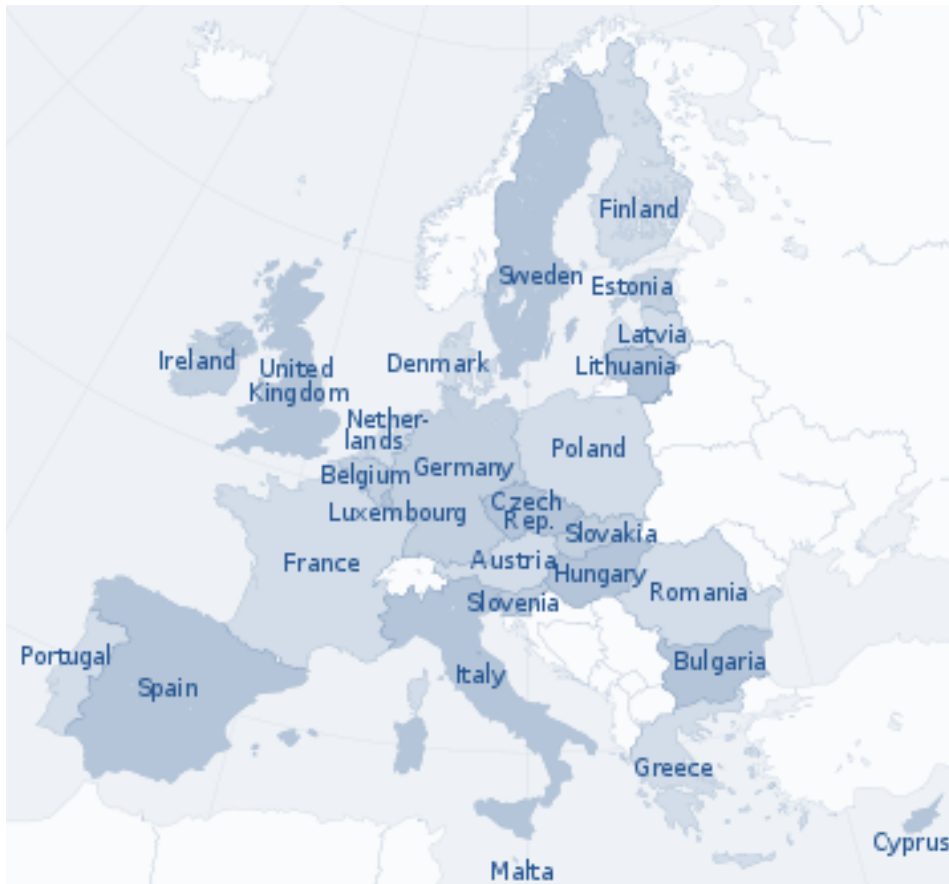 Finland
Sweden
Estonia
Latvia
Lithuania
Ireland
United
Kingdom
Denmark
Nether-
lands
Belgium
Germany
Poland
Luxembourg
Czech
Rep.
Slovakia
France
Austria
Hungary
Slovenia
Romania
Portugal
Spain
Italy
Bulgaria
Greece
Cyprus
Malta